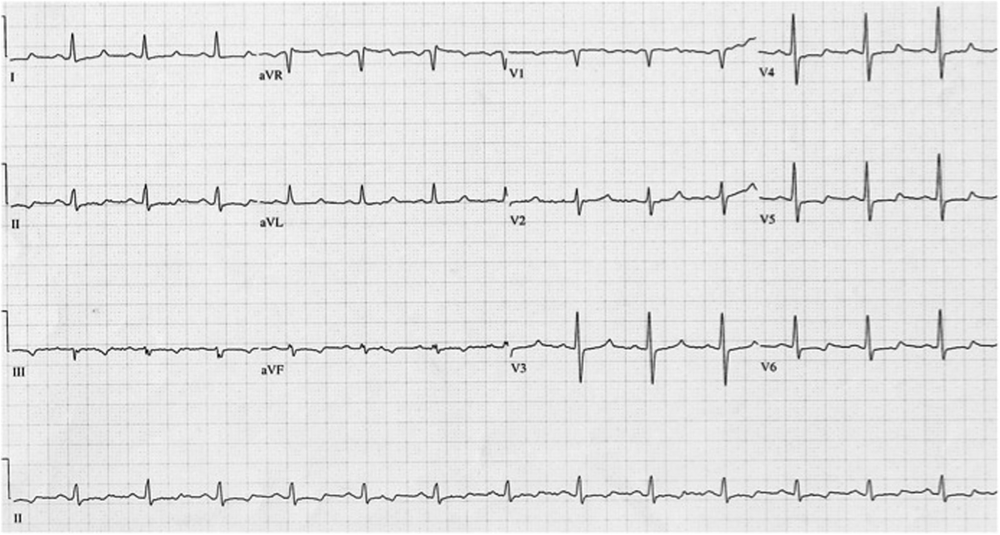 I aVR V1 V4
II aVL V2 V5
III aVF V3 V6
II